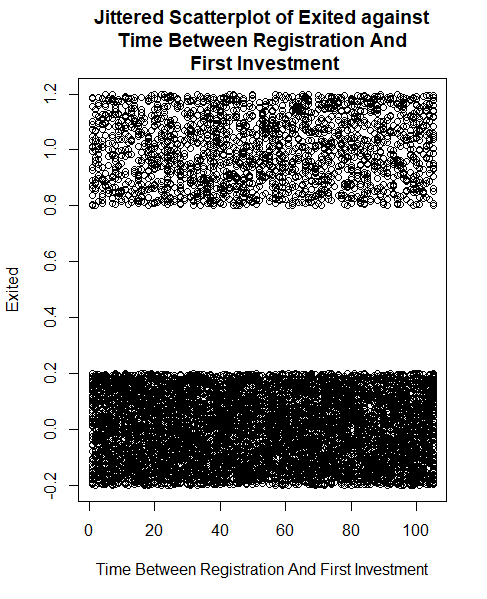 Jittered Scatterplot of Exited against
Time Between Registration And
First Investment
Exited
1.2
1.0
0.8
0.6
0.4
0.2
0.0
-0.2
0 20 40 60 80 100
Time Between Registration And First Investment